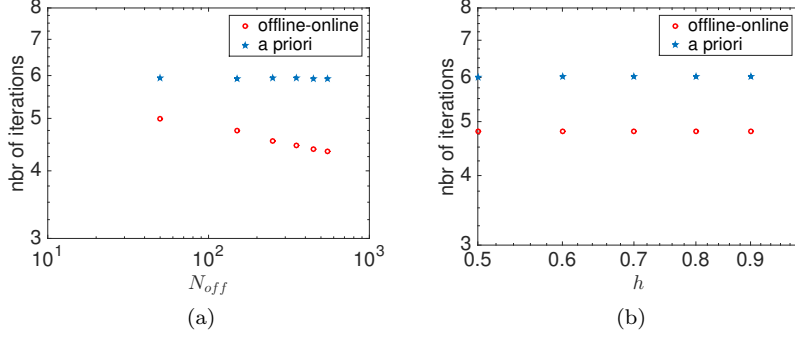 8
7
6
5
4
3
nbr of iterations
offline-online
a priori
10^1
10^2
10^3
N_{off}
(a)
8
7
6
5
4
3
nbr of iterations
offline-online
a priori
0.5
0.6
0.7
0.8
0.9
h
(b)